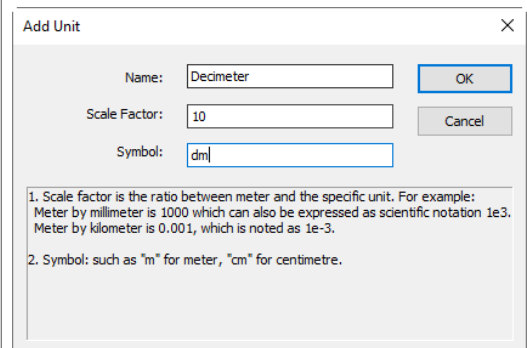 Add Unit
Name: Decimeter OK
Scale Factor: 10 Cancel
Symbol: dm
1. Scale factor is the ratio between meter and the specific unit. For example:
Meter by millimeter is 1000 which can also be expressed as scientific notation 1e3.
Meter by kilometer is 0.001, which is noted as 1e-3.
2. Symbol: such as "m" for meter, "cm" for centimetre.